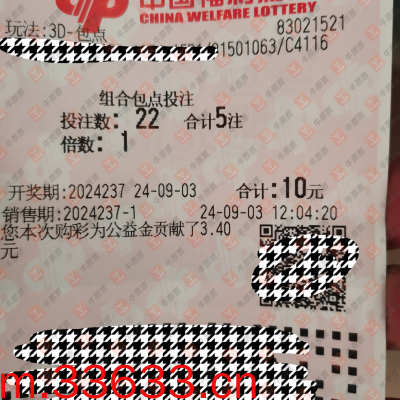 中国福利彩
CHINA WELFARE LOTTERY
玩法:3D-包点
83021521
01501063/C4116
组合包点投注
投注数: 22 合计5注
倍数: 1
开奖期:2024237 24-09-03 合计:10元
销售期:2024237-1 24-09-03 12:04:20
您本次购彩为公益金贡献了3.40
元
m.33633.cn